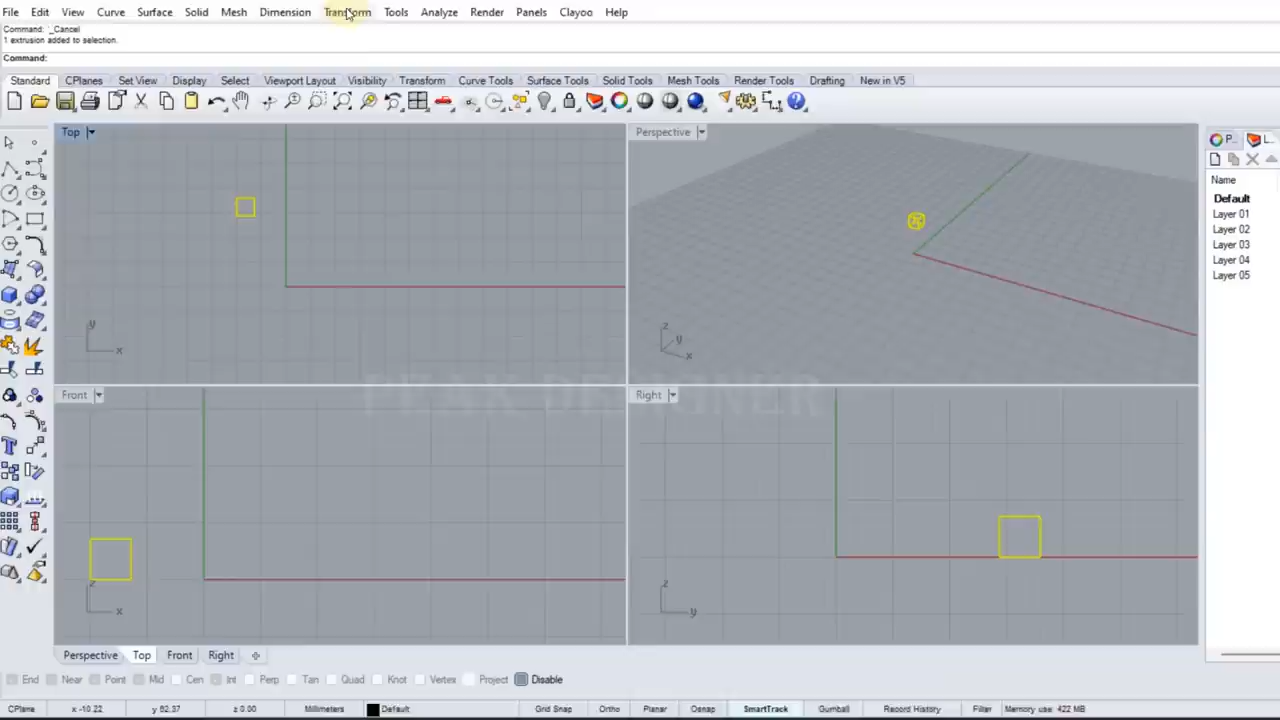 File Edit View Curve Surface Solid Mesh Dimension Transform Tools Analyze Render Panels Clayoo Help
Command: '_Cancel
1 extrusion added to selection.
Command:
Standard CPlanes Set View Display Select Viewport Layout Visibility Transform Curve Tools Surface Tools Solid Tools Mesh Tools Render Tools Drafting New in V5
Top Perspective
P... L...
Name
Default
Layer 01
Layer 02
Layer 03
Layer 04
Layer 05
y
x
z
y
x
PEAK DESIGNER
Front Right
z
x
z
y
Perspective Top Front Right
End Near Point Mid Cen Int Perp Tan Quad Knot Vertex Project Disable
CPlane x -10.22 y 62.37 z 0.00 Millimeters Default Grid Snap Ortho Planar Osnap SmartTrack Gumball Record History Filter Memory use: 422 MB